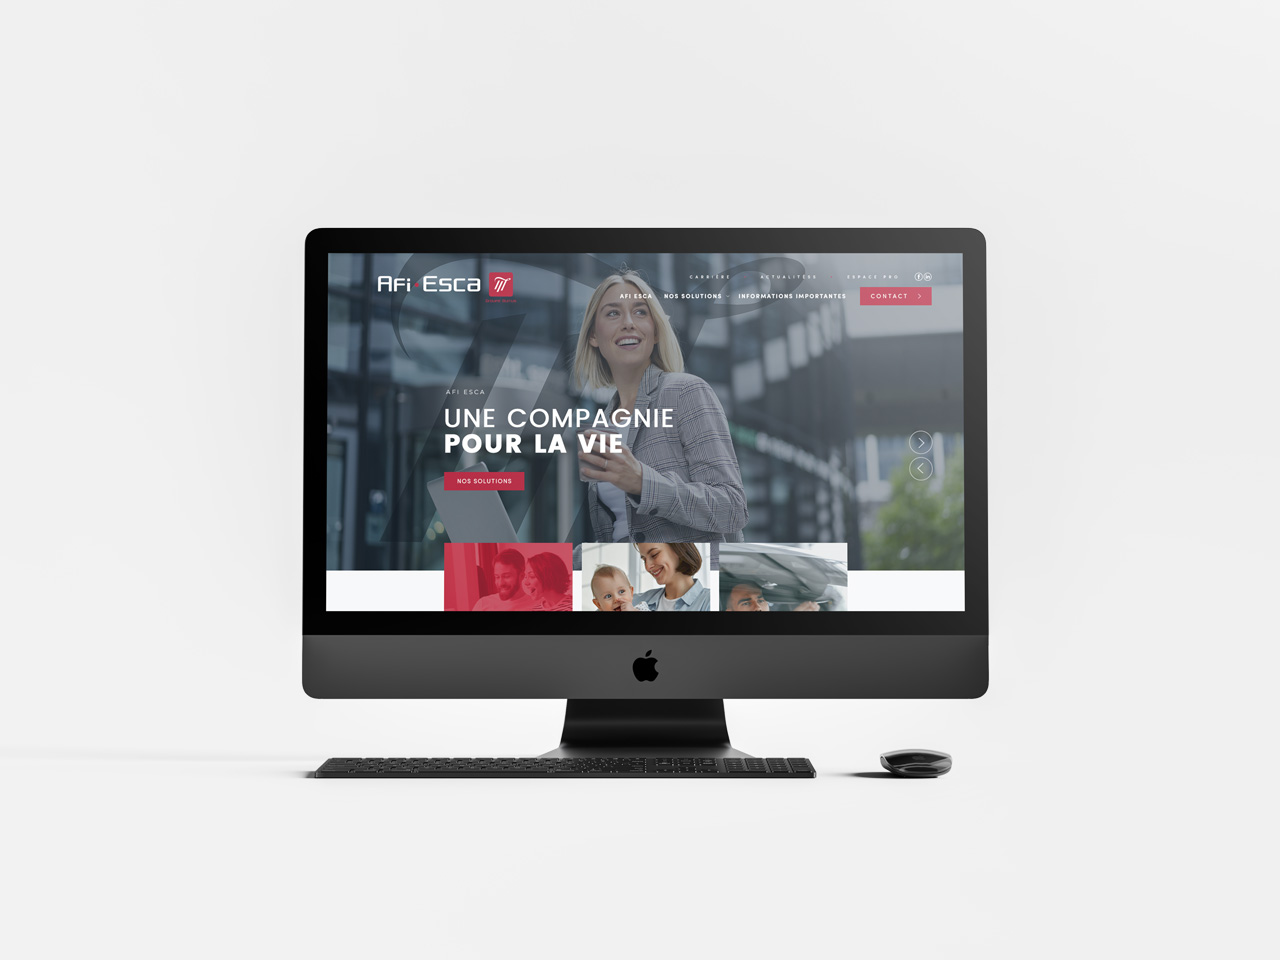 Afi Esca
CARRIÈRE
ACTUALITÉES
ESPACE PRO
AFI ESCA
NOS SOLUTIONS
INFORMATIONS IMPORTANTES
CONTACT
AFI ESCA
UNE COMPAGNIE
POUR LA VIE
NOS SOLUTIONS